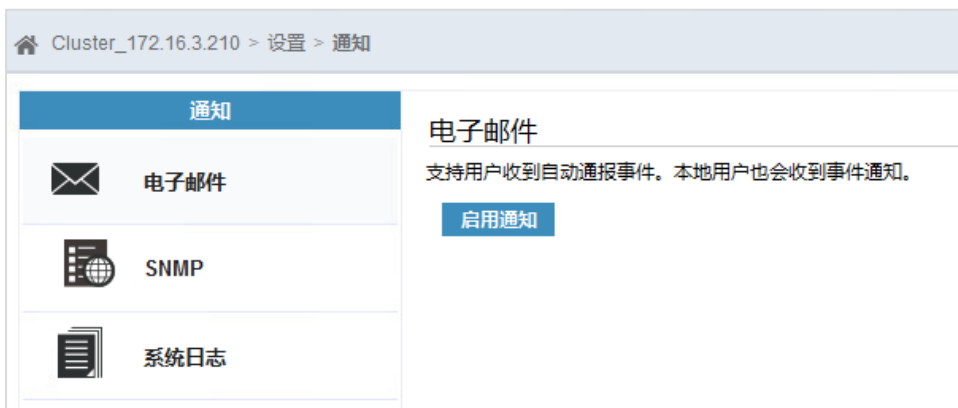 Cluster_172.16.3.210 > 设置 > 通知
通知
电子邮件
SNMP
系统日志
电子邮件
支持用户收到自动通报事件。本地用户也会收到事件通知。
启用通知